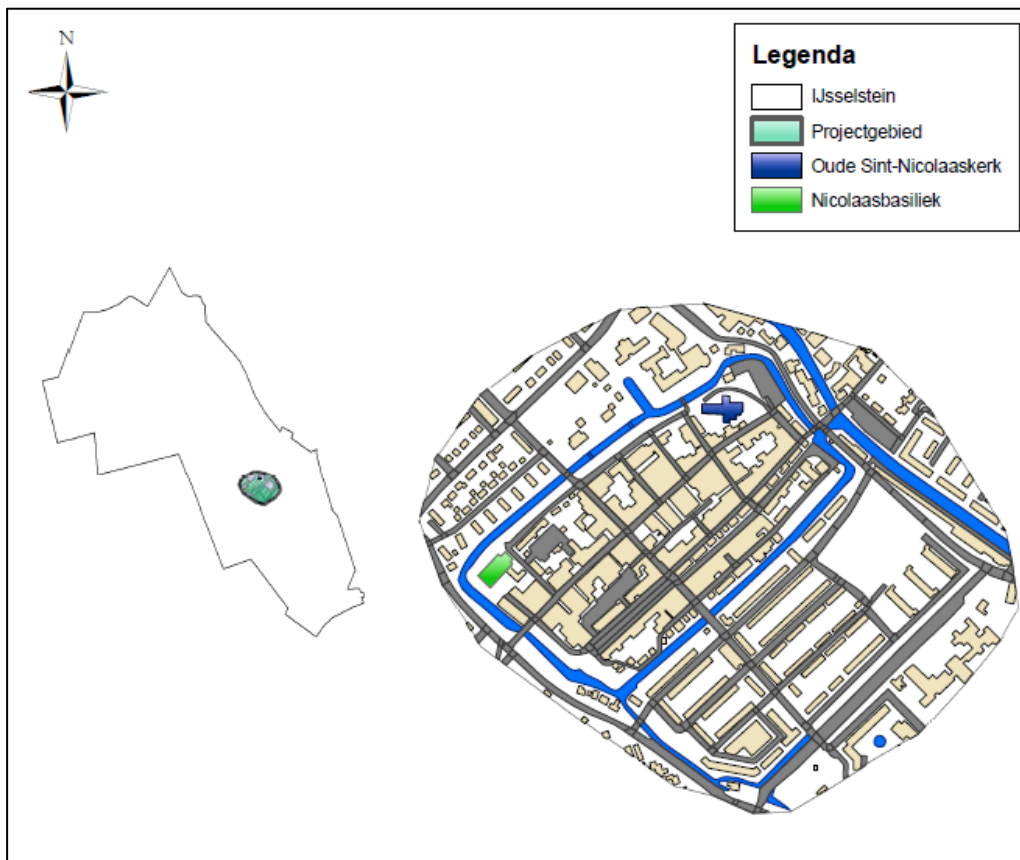 N
Legenda
IJsselstein
Projectgebied
Oude Sint-Nicolaaskerk
Nicolaasbasiliek